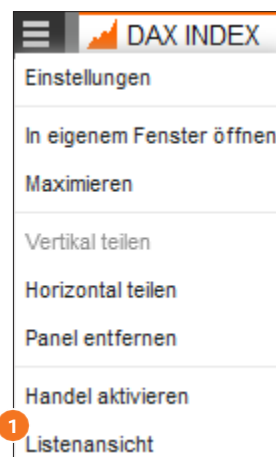 DAX INDEX
Einstellungen
In eigenem Fenster öffnen
Maximieren
Vertikal teilen
Horizontal teilen
Panel entfernen
Handel aktivieren
1
Listenansicht